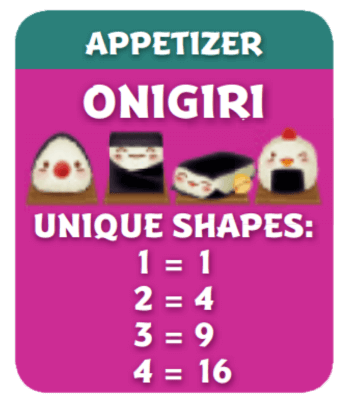 APPETIZER
ONIGIRI
UNIQUE SHAPES:
1 = 1
2 = 4
3 = 9
4 = 16